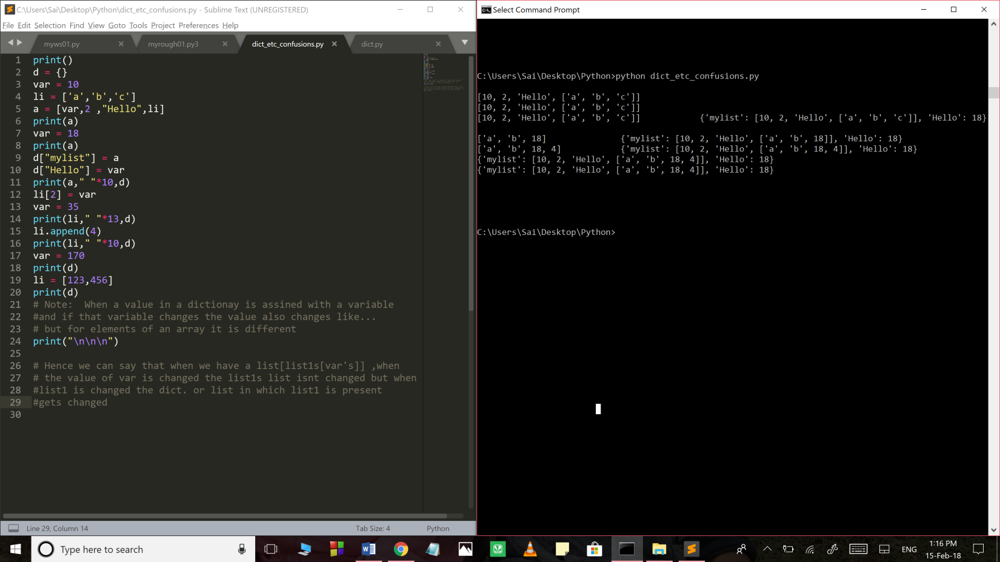 C:\Users\Sai\Desktop\Python\dict_etc_confusions.py - Sublime Text (UNREGISTERED)
File Edit Selection Find View Goto Tools Project Preferences Help
myws01.py myrough01.py3 dict_etc_confusions.py dict.py
1 print()
2 d = {}
3 var = 10
4 li = ['a','b','c']
5 a = [var,2 ,"Hello",li]
6 print(a)
7 var = 18
8 print(a)
9 d["mylist"] = a
10 d["Hello"] = var
11 print(a," "*10,d)
12 li[2] = var
13 var = 35
14 print(li," "*13,d)
15 li.append(4)
16 print(li," "*10,d)
17 var = 170
18 print(d)
19 li = [123,456]
20 print(d)
21 # Note:  When a value in a dictionay is assined with a variable
22 #and if that variable changes the value also changes like...
23 # but for elements of an array it is different
24 print("\n\n\n")
25
26 # Hence we can say that when we have a list[list1s[var's]] ,when
27 # the value of var is changed the list1s list isnt changed but when
28 #list1 is changed the dict. or list in which list1 is present
29 #gets changed
30
Line 29, Column 14 Tab Size: 4 Python
Select Command Prompt
C:\Users\Sai\Desktop\Python>python dict_etc_confusions.py
[10, 2, 'Hello', ['a', 'b', 'c']]
[10, 2, 'Hello', ['a', 'b', 'c']]
[10, 2, 'Hello', ['a', 'b', 'c']]            {'mylist': [10, 2, 'Hello', ['a', 'b', 'c']], 'Hello': 18}
['a', 'b', 18]               {'mylist': [10, 2, 'Hello', ['a', 'b', 18]], 'Hello': 18}
['a', 'b', 18, 4]            {'mylist': [10, 2, 'Hello', ['a', 'b', 18, 4]], 'Hello': 18}
{'mylist': [10, 2, 'Hello', ['a', 'b', 18, 4]], 'Hello': 18}
{'mylist': [10, 2, 'Hello', ['a', 'b', 18, 4]], 'Hello': 18}
C:\Users\Sai\Desktop\Python>
Type here to search
ENG
1:16 PM
15-Feb-18